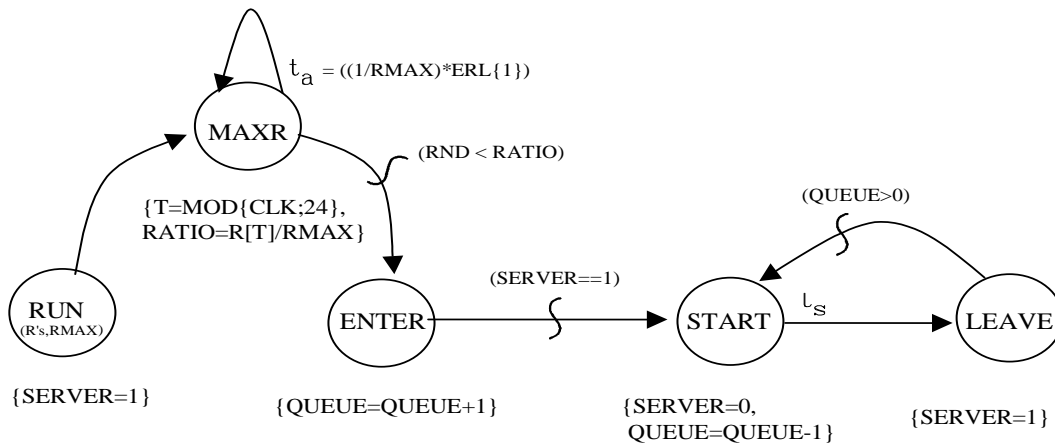 t_a = ((1/RMAX)*ERL{1})
MAXR
(RND < RATIO)
{T=MOD{CLK;24},
RATIO=R[T]/RMAX}
(QUEUE>0)
RUN
(R's,RMAX)
(SERVER==1)
ENTER
START
t_s
LEAVE
{SERVER=1}
{QUEUE=QUEUE+1}
{SERVER=0,
QUEUE=QUEUE-1}
{SERVER=1}